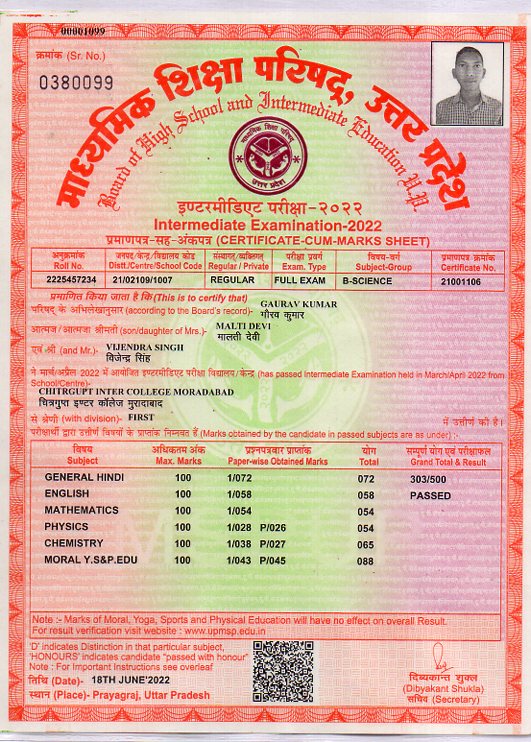 00001099
क्रमांक (Sr. No.)
0380099
माध्यमिक शिक्षा परिषद, उत्तर प्रदेश
Board of High School and Intermediate Education U.P.
माध्यमिक शिक्षा परिषद
उत्तर प्रदेश
इण्टरमीडिएट परीक्षा-२०२२
Intermediate Examination-2022
प्रमाणपत्र-सह-अंकपत्र (CERTIFICATE-CUM-MARKS SHEET)
अनुक्रमांक जनपद/केन्द्र/विद्यालय कोड संस्थागत/व्यक्तिगत परीक्षा प्रवर्ग विषय-वर्ग प्रमाणपत्र क्रमांक
Roll No. Distt./Centre/School Code Regular / Private Exam. Type Subject-Group Certificate No.
2225457234 21/02109/1007 REGULAR FULL EXAM B-SCIENCE 21001106
प्रमाणित किया जाता है कि (This is to certify that)
GAURAV KUMAR
परिषद के अभिलेखानुसार (according to the Board's record)- गौरव कुमार
MALTI DEVI
आत्मज/आत्मजा श्रीमती (son/daughter of Mrs.)- मालती देवी
VIJENDRA SINGH
एवं श्री (and Mr.)- विजेन्द्र सिंह
ने मार्च/अप्रैल 2022 में आयोजित इण्टरमीडिएट परीक्षा विद्यालय/केन्द्र (has passed Intermediate Examination held in March/April 2022 from
School/Centre)-
CHITRGUPT INTER COLLEGE MORADABAD
चित्रगुप्त इण्टर कॉलेज मुरादाबाद
से श्रेणी (with division)- FIRST में उत्तीर्ण की है।
परीक्षार्थी द्वारा उत्तीर्ण विषयों के प्राप्तांक निम्नवत हैं (Marks obtained by the candidate in passed subjects are as under) :-
विषय अधिकतम अंक प्रश्नपत्रवार प्राप्तांक योग सम्पूर्ण योग एवं परीक्षाफल
Subject Max. Marks Paper-wise Obtained Marks Total Grand Total & Result
GENERAL HINDI 100 1/072 072 303/500
ENGLISH 100 1/058 058 PASSED
MATHEMATICS 100 1/054 054
PHYSICS 100 1/028 P/026 054
CHEMISTRY 100 1/038 P/027 065
MORAL Y.S&P.EDU 100 1/043 P/045 088
Note :- Marks of Moral, Yoga, Sports and Physical Education will have no effect on overall Result.
For result verification visit website : www.upmsp.edu.in
'D' indicates Distinction in that particular subject,
'HONOURS' indicates candidate "passed with honour"
Note : For Important Instructions see overleaf
तिथि (Date)- 18TH JUNE'2022
स्थान (Place)- Prayagraj, Uttar Pradesh
दिव्यकान्त शुक्ल
(Dibyakant Shukla)
सचिव (Secretary)